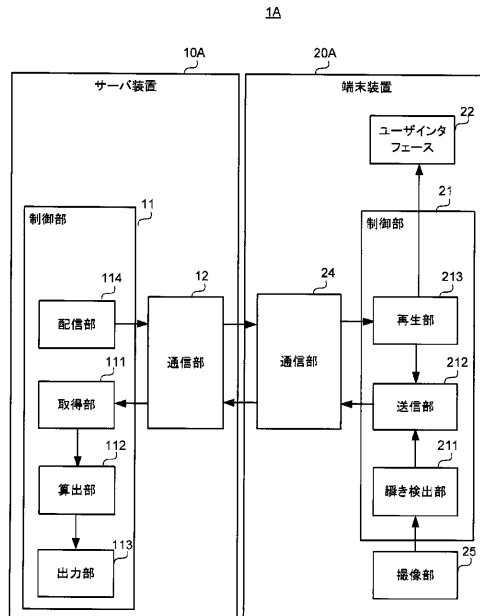 1A
10A
20A
サーバ装置
端末装置
22
ユーザインタ
フェース
11
21
制御部
制御部
114
12
24
213
配信部
通信部
通信部
再生部
111
212
取得部
送信部
112
211
算出部
瞬き検出部
113
25
出力部
撮像部